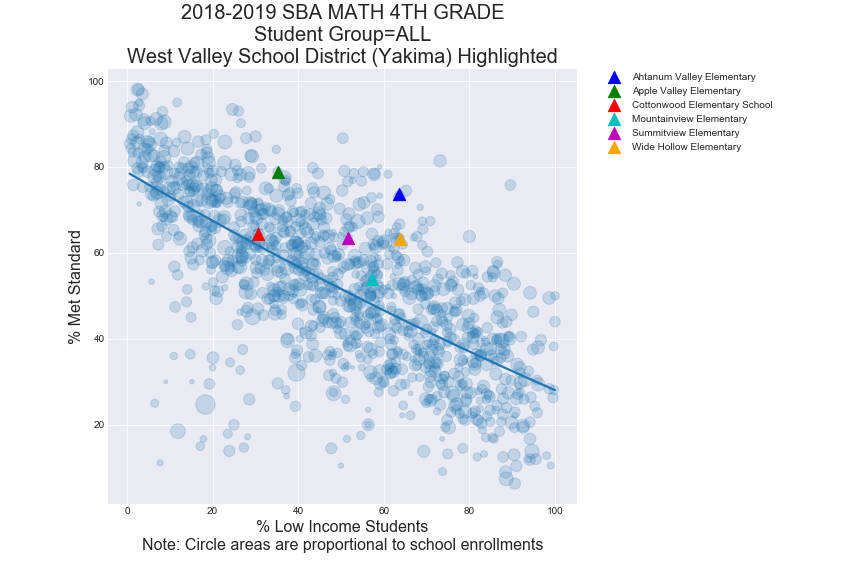 2018-2019 SBA MATH 4TH GRADE
Student Group=ALL
West Valley School District (Yakima) Highlighted
Ahtanum Valley Elementary
Apple Valley Elementary
Cottonwood Elementary School
Mountainview Elementary
Summitview Elementary
Wide Hollow Elementary
% Met Standard
100
80
60
40
20
0 20 40 60 80 100
% Low Income Students
Note: Circle areas are proportional to school enrollments